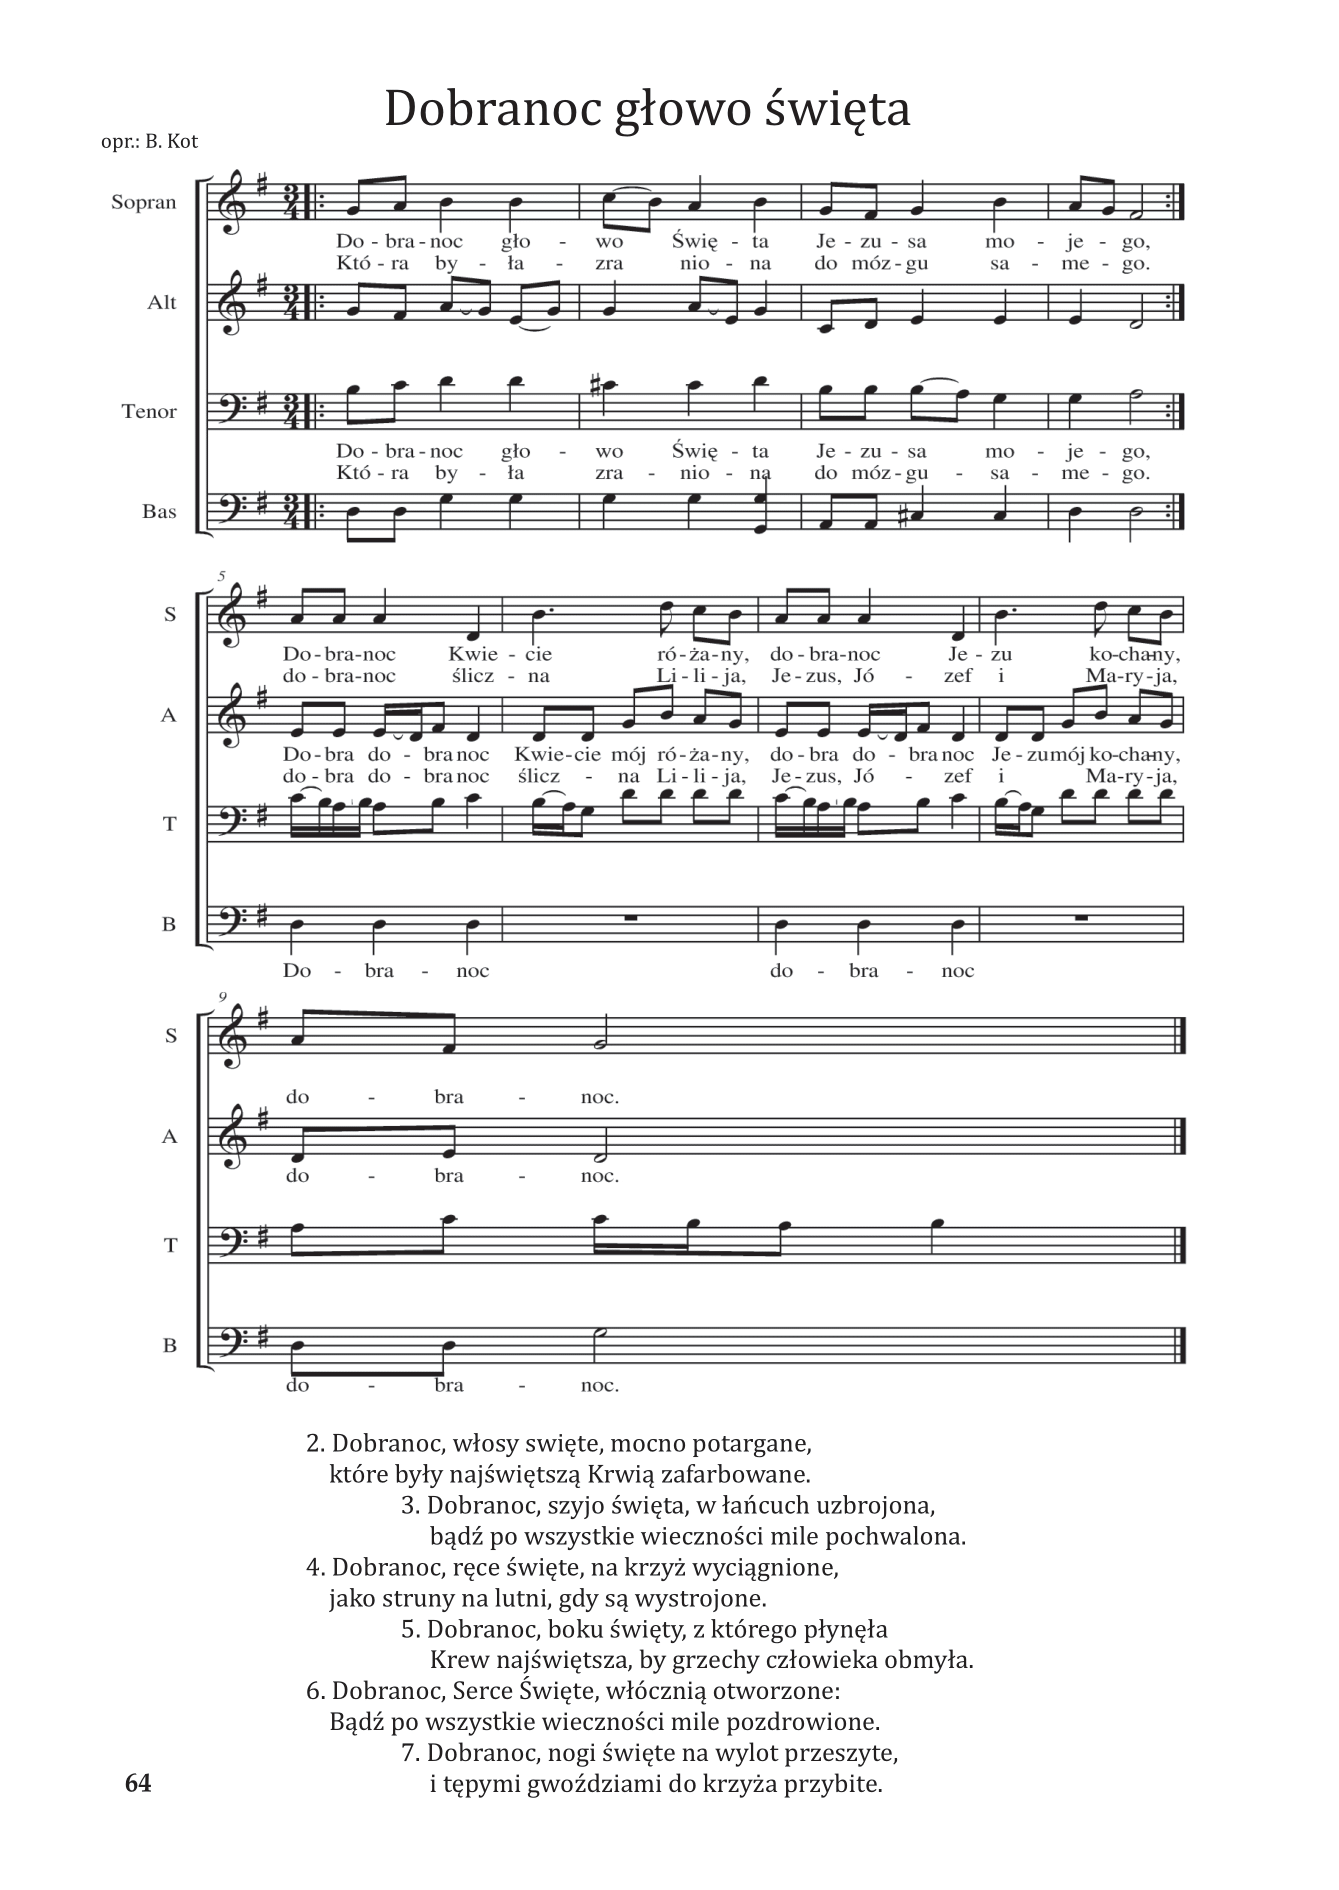 Dobranoc głowo święta
opr.: B. Kot
Sopran
Do - bra - noc gło - wo Świę - ta Je - zu - sa mo - je - go,
Któ - ra by - ła - zra nio - na do móz - gu sa - me - go.
Alt
Tenor
Do - bra - noc gło - wo Świę - ta Je - zu - sa mo - je - go,
Któ - ra by - ła zra - nio - na do móz - gu - sa - me - go.
Bas
5
S
Do - bra - noc Kwie - cie ró - ża - ny, do - bra - noc Je - zu ko - cha - ny,
do - bra - noc ślicz - na Li - li - ja, Je - zus, Jó - zef i Ma - ry - ja,
A
Do - bra do - bra noc Kwie - cie mój ró - ża - ny, do - bra do - bra noc Je - zu mój ko - cha - ny,
do - bra do - bra noc ślicz - na Li - li - ja, Je - zus, Jó - zef i Ma - ry - ja,
T
B
Do - bra - noc do - bra - noc
9
S
do - bra - noc.
A
do - bra - noc.
T
B
do - bra - noc.
2. Dobranoc, włosy swięte, mocno potargane,
które były najświętszą Krwią zafarbowane.
3. Dobranoc, szyjo święta, w łańcuch uzbrojona,
bądź po wszystkie wieczności mile pochwalona.
4. Dobranoc, ręce święte, na krzyż wyciągnione,
jako struny na lutni, gdy są wystrojone.
5. Dobranoc, boku święty, z którego płynęła
Krew najświętsza, by grzechy człowieka obmyła.
6. Dobranoc, Serce Święte, włócznią otworzone:
Bądź po wszystkie wieczności mile pozdrowione.
7. Dobranoc, nogi święte na wylot przeszyte,
i tępymi gwoździami do krzyża przybite.
64